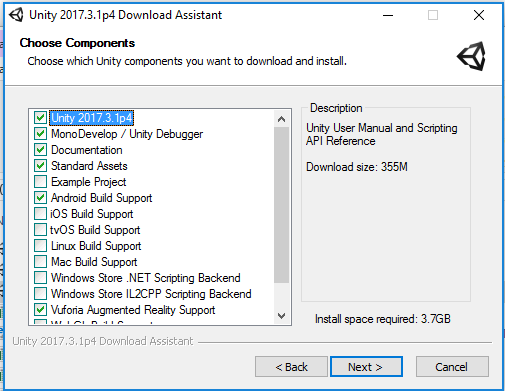 Unity 2017.3.1p4 Download Assistant
Choose Components
Choose which Unity components you want to download and install.
Unity 2017.3.1p4
MonoDevelop / Unity Debugger
Documentation
Standard Assets
Example Project
Android Build Support
iOS Build Support
tvOS Build Support
Linux Build Support
Mac Build Support
Windows Store .NET Scripting Backend
Windows Store IL2CPP Scripting Backend
Vuforia Augmented Reality Support
Description
Unity User Manual and Scripting
API Reference
Download size: 355M
Install space required: 3.7GB
Unity 2017.3.1p4 Download Assistant
< Back
Next >
Cancel